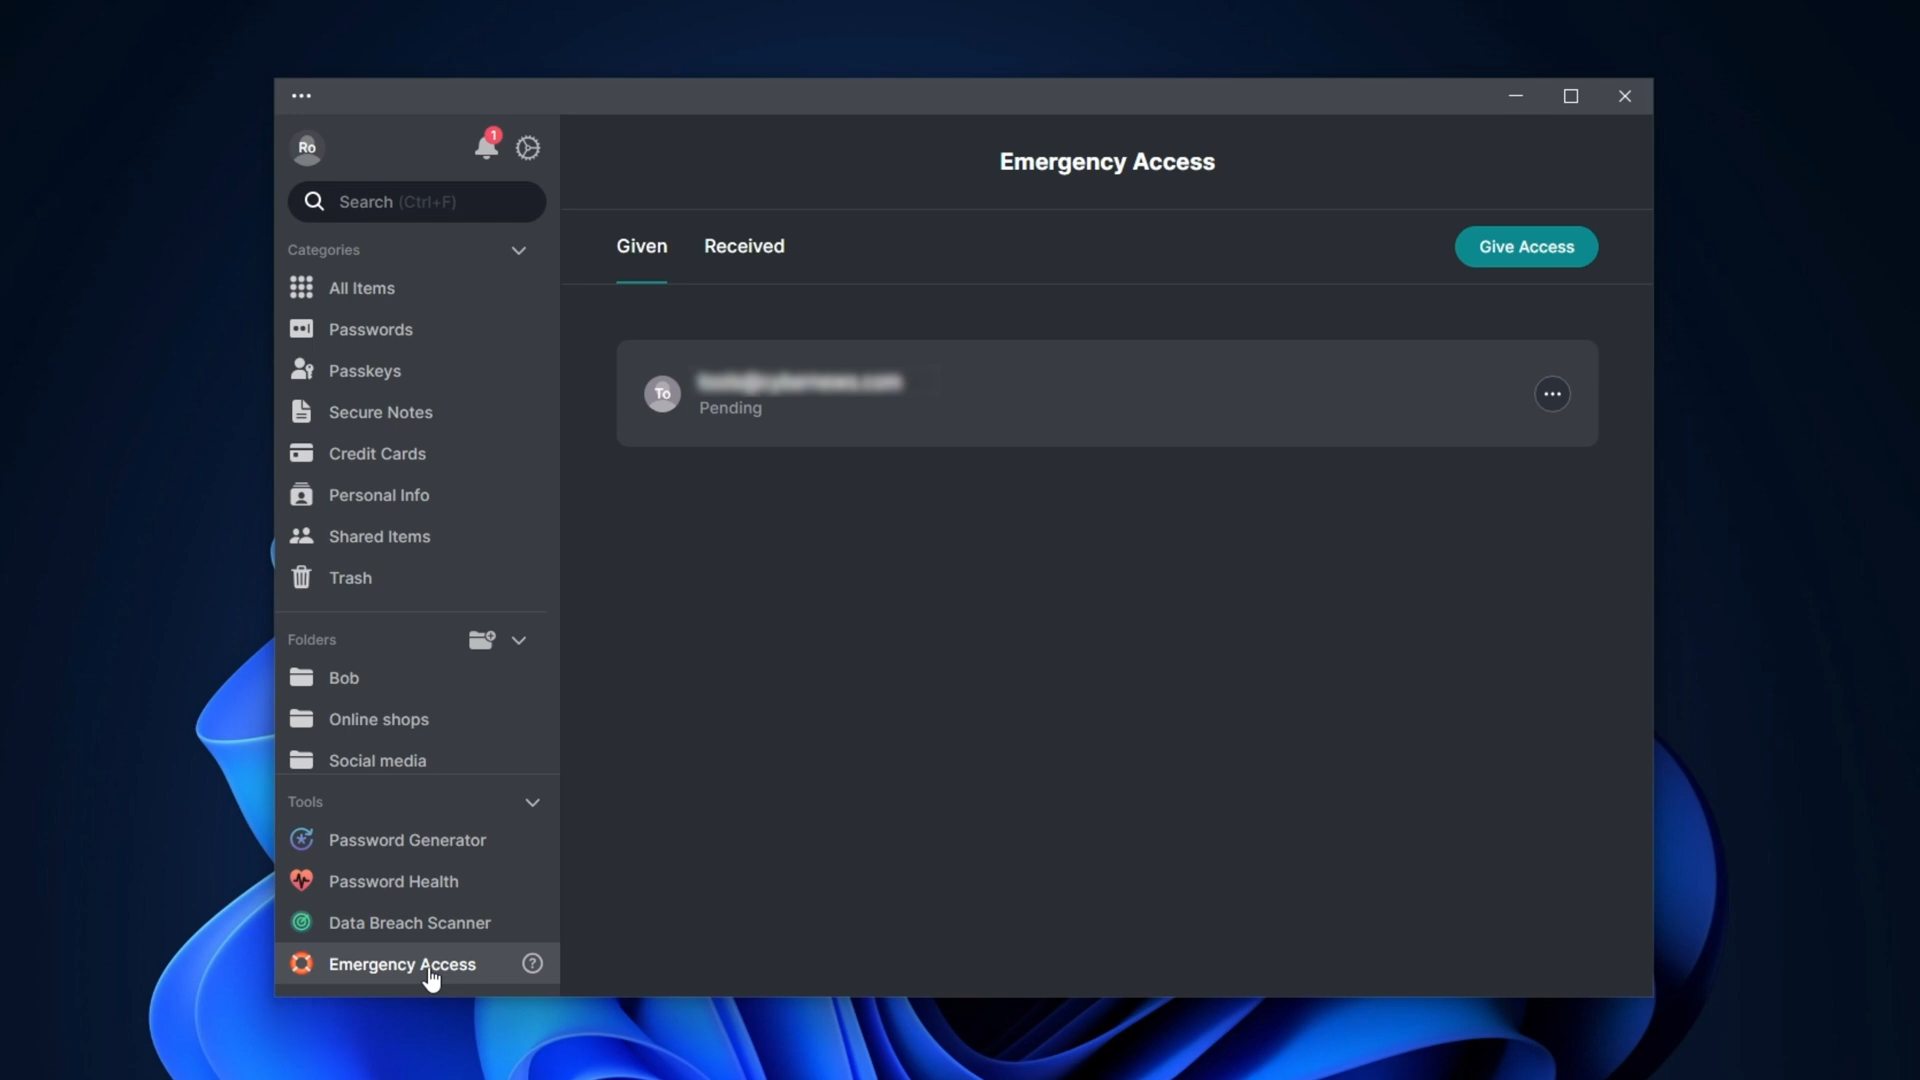 Ro
1
Search (Ctrl+F)
Categories
All Items
Passwords
Passkeys
Secure Notes
Credit Cards
Personal Info
Shared Items
Trash
Folders
Bob
Online shops
Social media
Tools
Password Generator
Password Health
Data Breach Scanner
Emergency Access
?
Emergency Access
Given
Received
Give Access
To
Pending